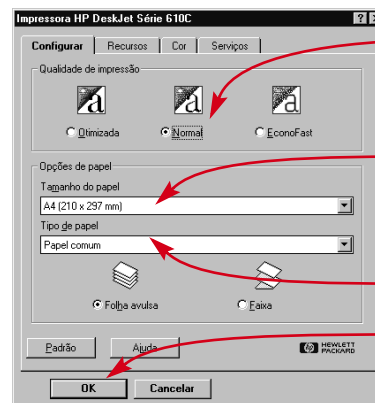 Impressora HP DeskJet Série 610C
Configurar Recursos Cor Serviços
Qualidade de impressão
Otimizada Normal EconoFast
Opções de papel
Tamanho do papel
A4 (210 x 297 mm)
Tipo de papel
Papel comum
Folha avulsa Faixa
Padrão Ajuda HEWLETT
PACKARD
OK Cancelar